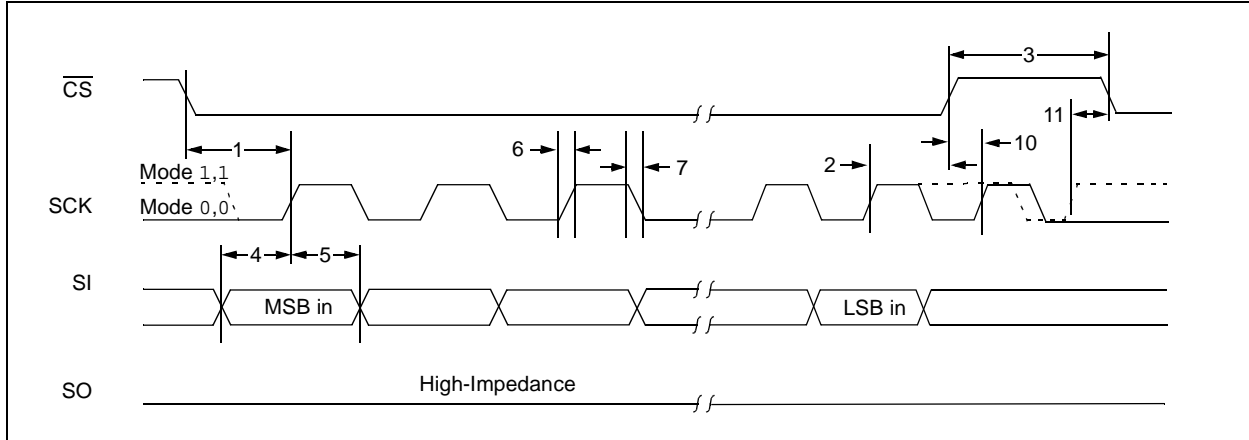 3
CS
11
1
6
7
2
10
Mode 1,1
SCK
Mode 0,0
4
5
SI
MSB in
LSB in
High-Impedance
SO